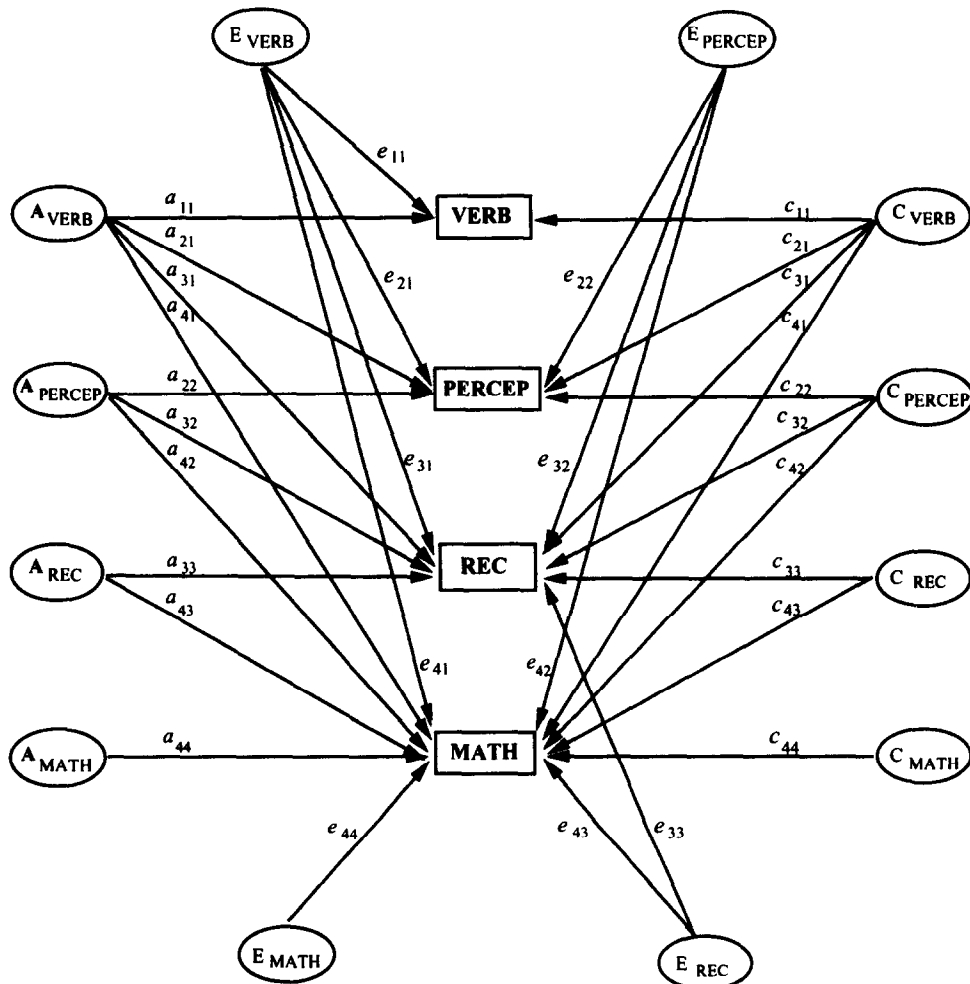 E VERB
E PERCEP
e 11
A VERB
a 11
VERB
c 11
C VERB
a 21
c 21
a 31
e 21
e 22
c 31
a 41
c 41
A PERCEP
a 22
PERCEP
c 22
C PERCEP
a 32
c 32
a 42
e 31
e 32
c 42
A REC
a 33
REC
c 33
C REC
a 43
c 43
e 41
e 42
A MATH
a 44
MATH
c 44
C MATH
e 44
e 43
e 33
E MATH
E REC